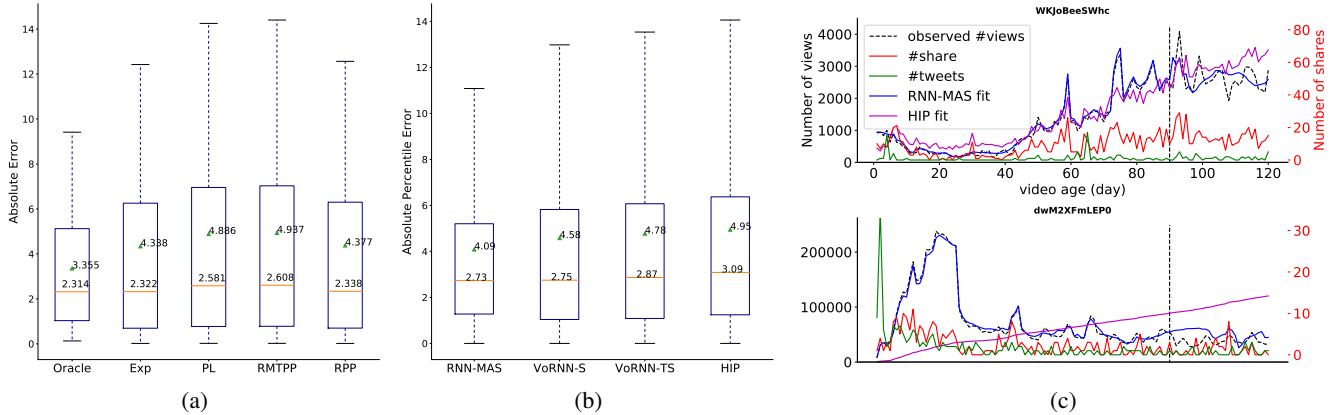 14
12
10
8
6
4
2
0
Absolute Error
3.355
2.314
4.338
2.322
4.886
2.581
4.937
2.608
4.377
2.338
Oracle Exp PL RMTPP RPP
(a)
14
12
10
8
6
4
2
0
Absolute Percentile Error
4.09
2.73
4.58
2.75
4.78
2.87
4.95
3.09
RNN-MAS VoRNN-S VoRNN-TS HIP
(b)
WKJoBeeSWhc
4000
3000
2000
1000
0
Number of views
observed #views
#share
#tweets
RNN-MAS fit
HIP fit
80
60
40
20
0
Number of shares
0 20 40 60 80 100 120
video age (day)
dwM2XFmLEP0
200000
100000
0
30
20
10
0
(c)